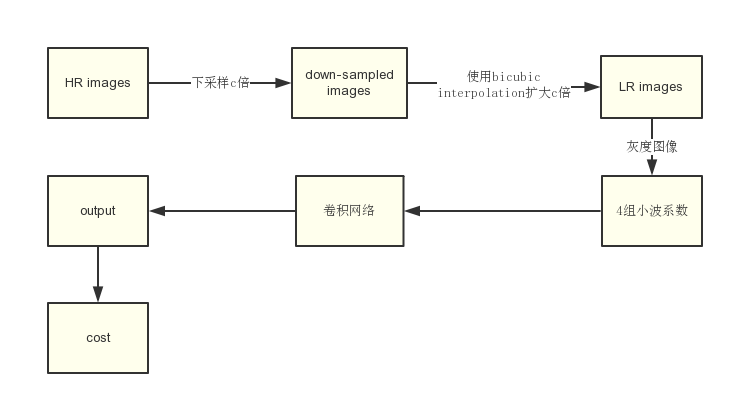 HR images
下采样c倍
down-sampled
images
使用bicubic
interpolation扩大c倍
LR images
灰度图像
4组小波系数
卷积网络
output
cost